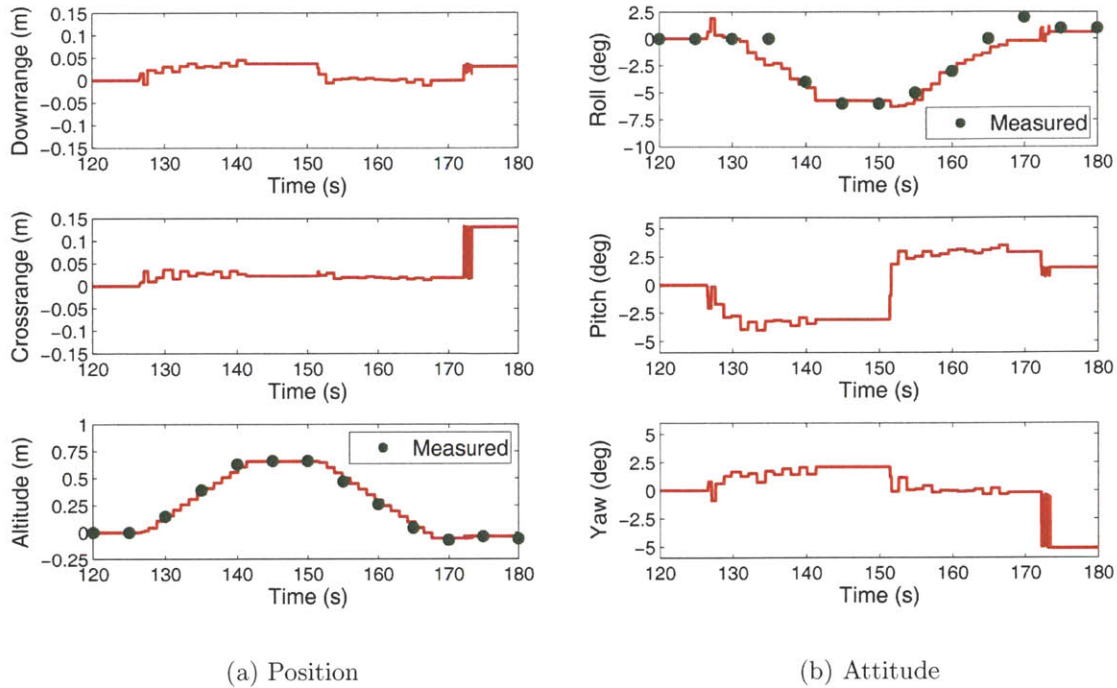 Downrange (m)
0.15
0.1
0.05
0
−0.05
−0.1
0.15
120 130 140 150 160 170 180
Time (s)
Crossrange (m)
0.15
0.1
0.05
0
−0.05
−0.1
−0.15
120 130 140 150 160 170 180
Time (s)
Altitude (m)
1
0.75
0.5
0.25
0
−0.25
120 130 140 150 160 170 180
Time (s)
Measured
(a) Position
Roll (deg)
2.5
0
−2.5
−5
−7.5
−10
120 130 140 150 160 170 180
Time (s)
Measured
Pitch (deg)
5
2.5
0
−2.5
−5
120 130 140 150 160 170 180
Time (s)
Yaw (deg)
5
2.5
0
−2.5
−5
120 130 140 150 160 170 180
Time (s)
(b) Attitude